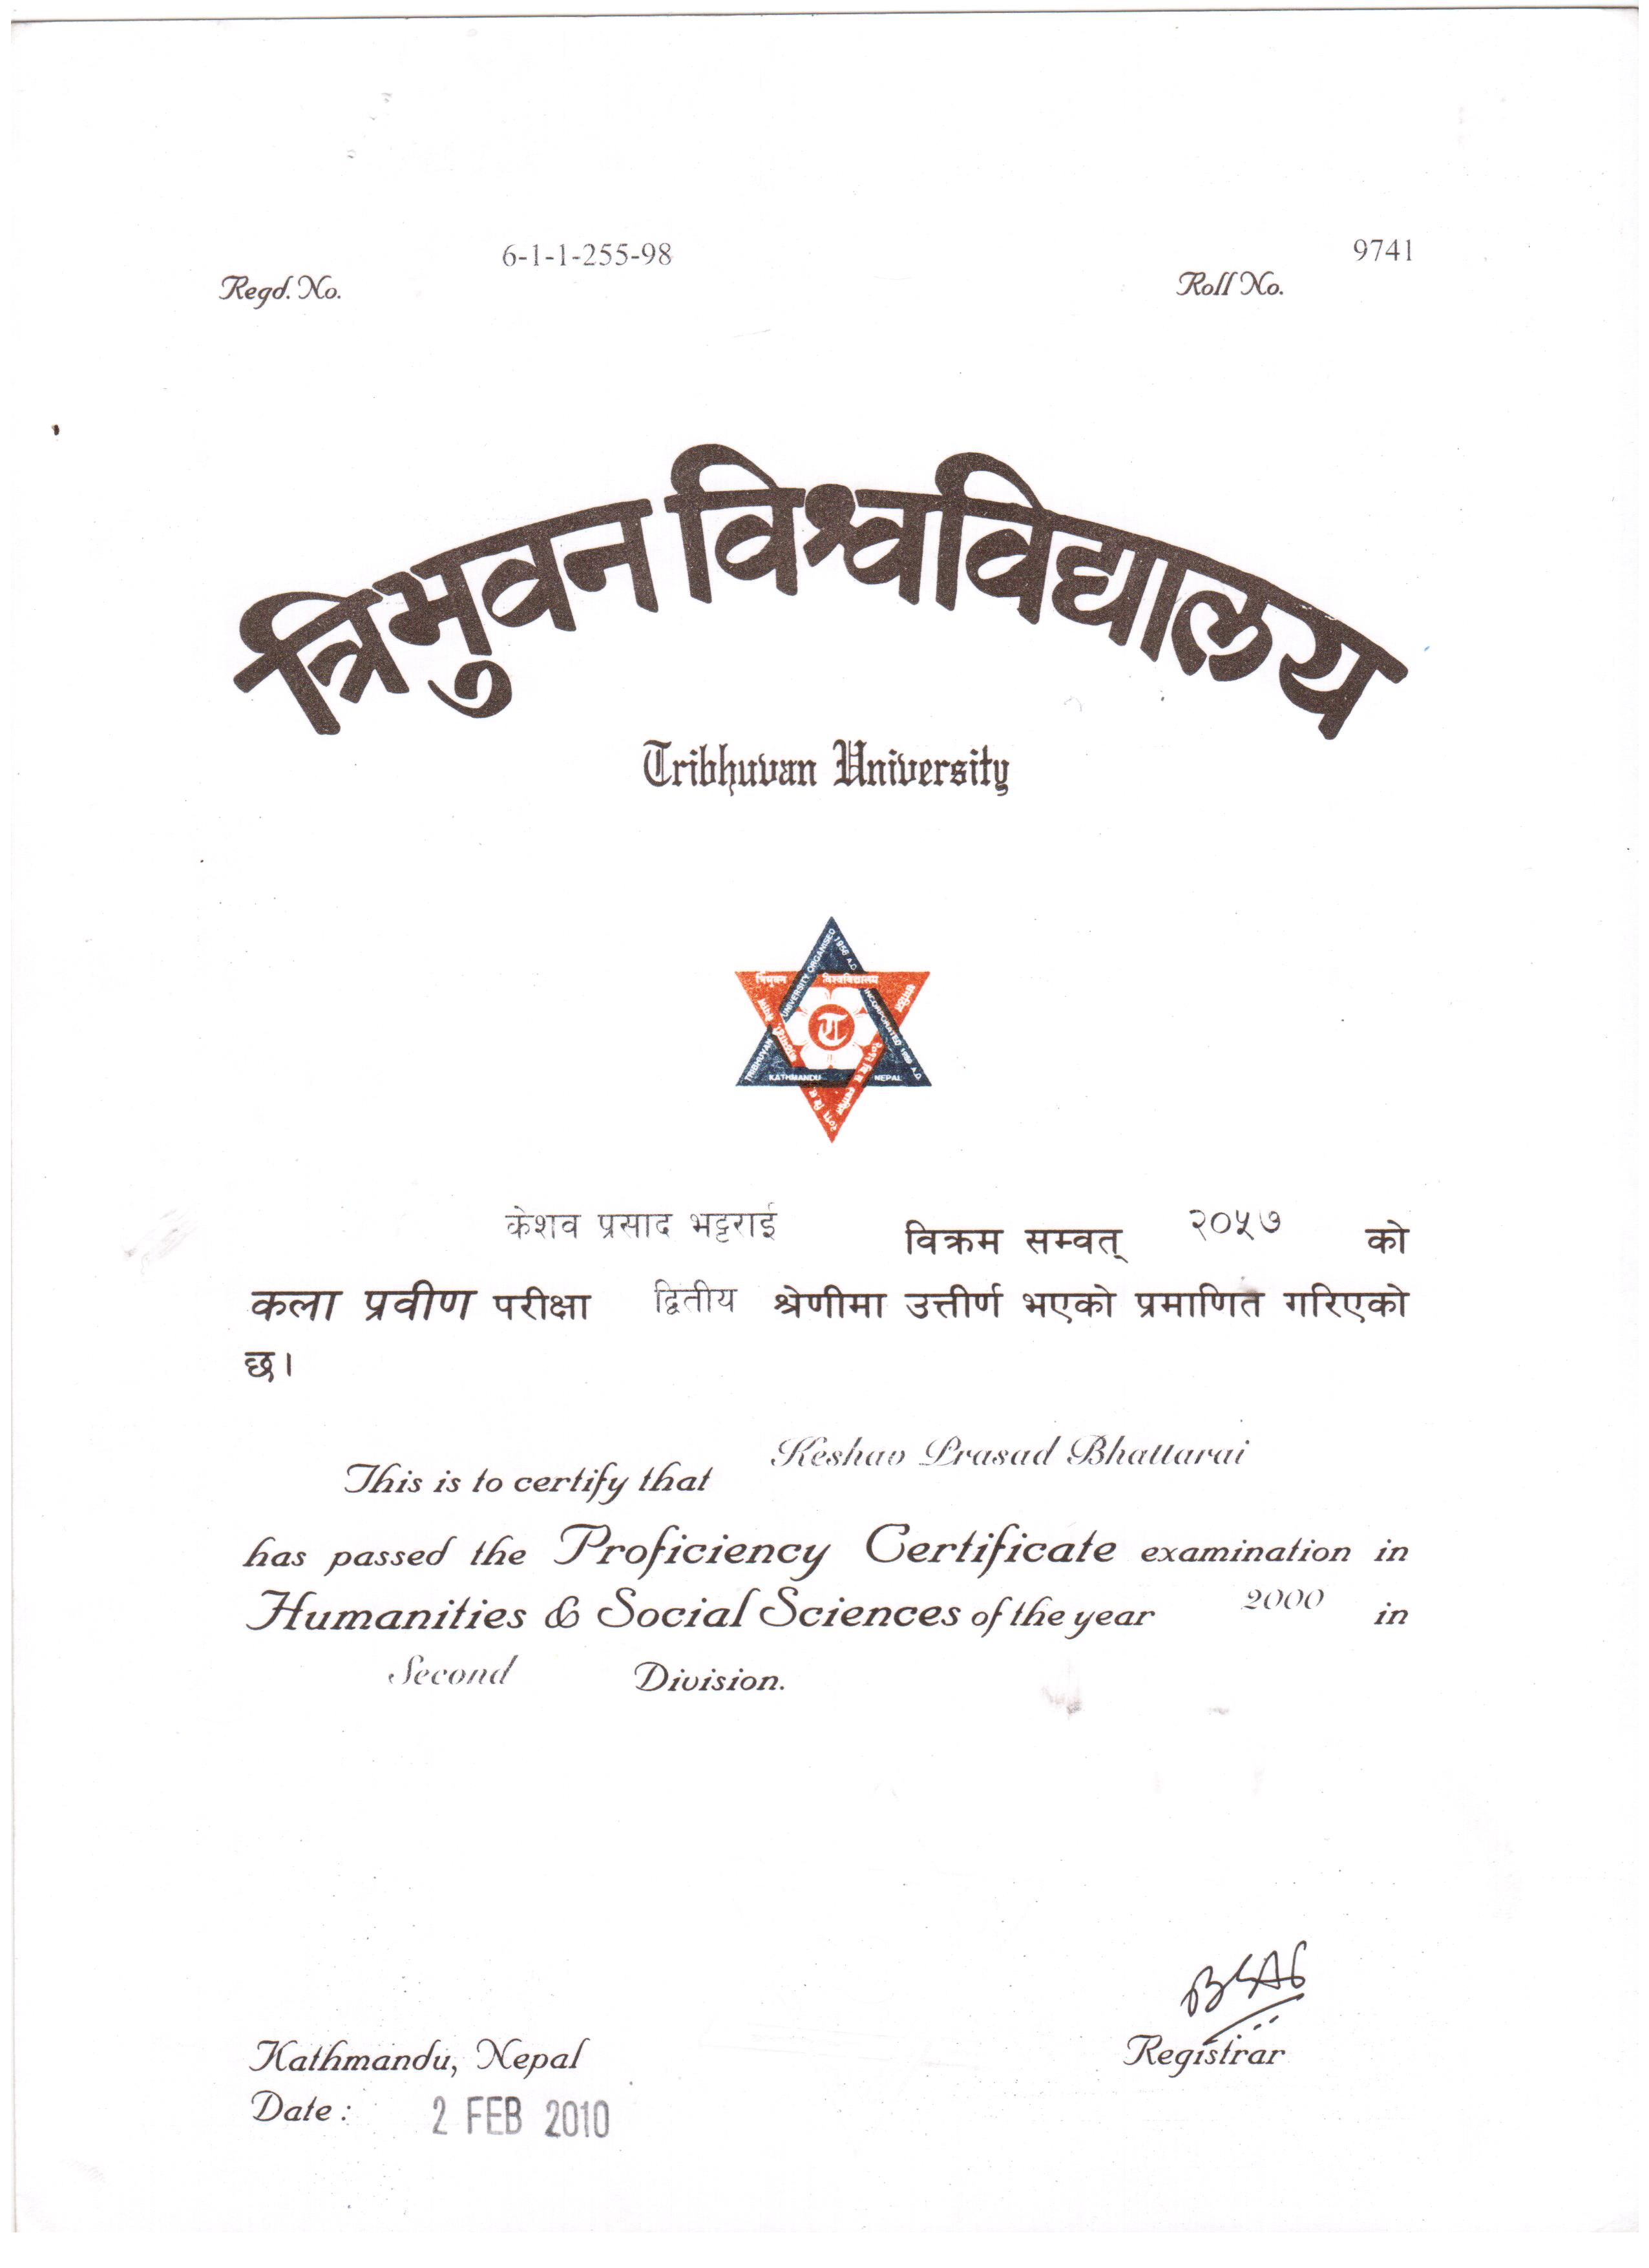 6-1-1-255-98 9741
Regd. No. Roll No.
त्रिभुवन विश्वविद्यालय
Tribhuvan University
UNIVERSITY ORGANISED 1956 A.D.
त्रिभुवन विश्वविद्यालय
TRIBHUVAN
INCORPORATED
A.D.
KATHMANDU NEPAL
केशव प्रसाद भट्टराई विक्रम सम्वत् २०५७ को
कला प्रवीण परीक्षा द्वितीय श्रेणीमा उत्तीर्ण भएको प्रमाणित गरिएको
छ।
This is to certify that Keshav Prasad Bhattarai
has passed the Proficiency Certificate examination in
Humanities & Social Sciences of the year 2000 in
Second Division.
Kathmandu, Nepal Registrar
Date : 2 FEB 2010